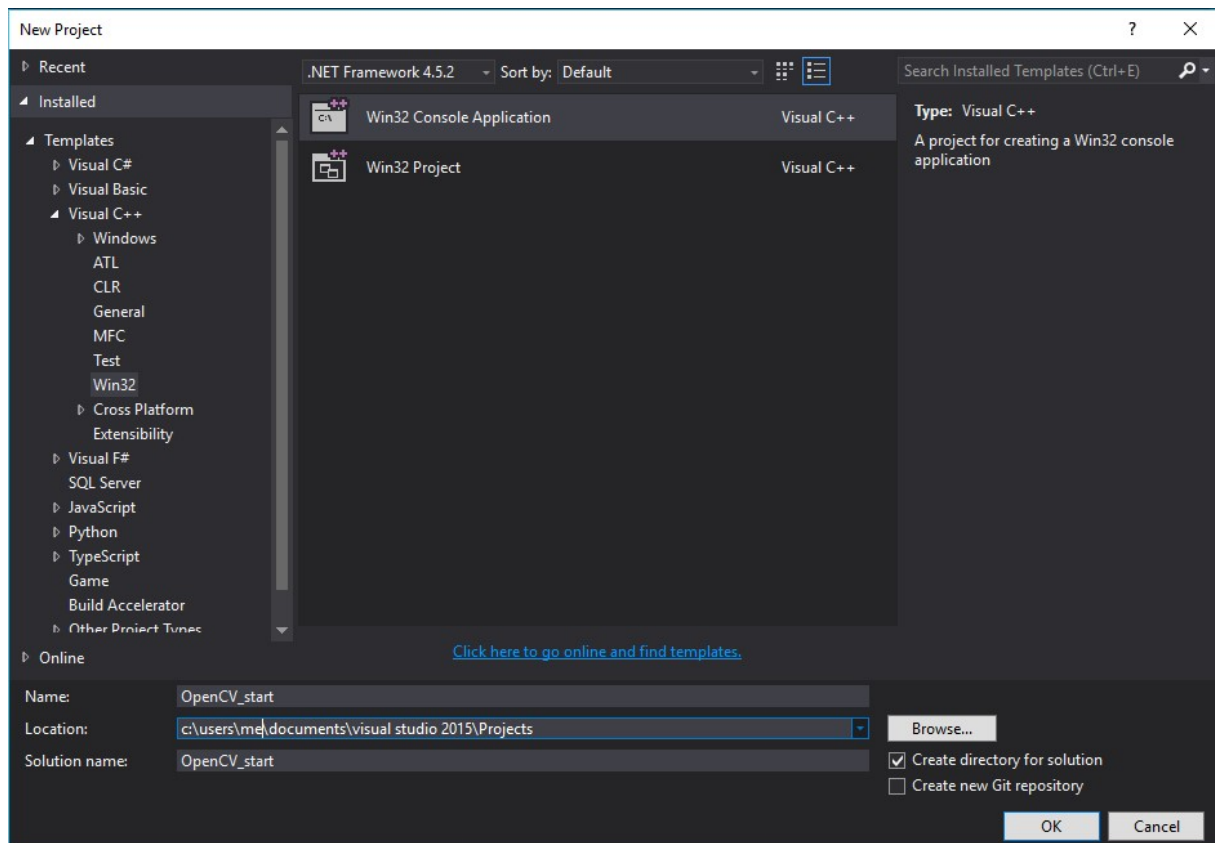 New Project
?
Recent
.NET Framework 4.5.2
Sort by: Default
Search Installed Templates (Ctrl+E)
Installed
Templates
Visual C#
Visual Basic
Visual C++
Windows
ATL
CLR
General
MFC
Test
Win32
Cross Platform
Extensibility
Visual F#
SQL Server
JavaScript
Python
TypeScript
Game
Build Accelerator
Other Project Types
Online
Win32 Console Application Visual C++
Win32 Project Visual C++
Type: Visual C++
A project for creating a Win32 console
application
Click here to go online and find templates.
Name: OpenCV_start
Location: c:\users\me\documents\visual studio 2015\Projects
Browse...
Solution name: OpenCV_start
Create directory for solution
Create new Git repository
OK
Cancel